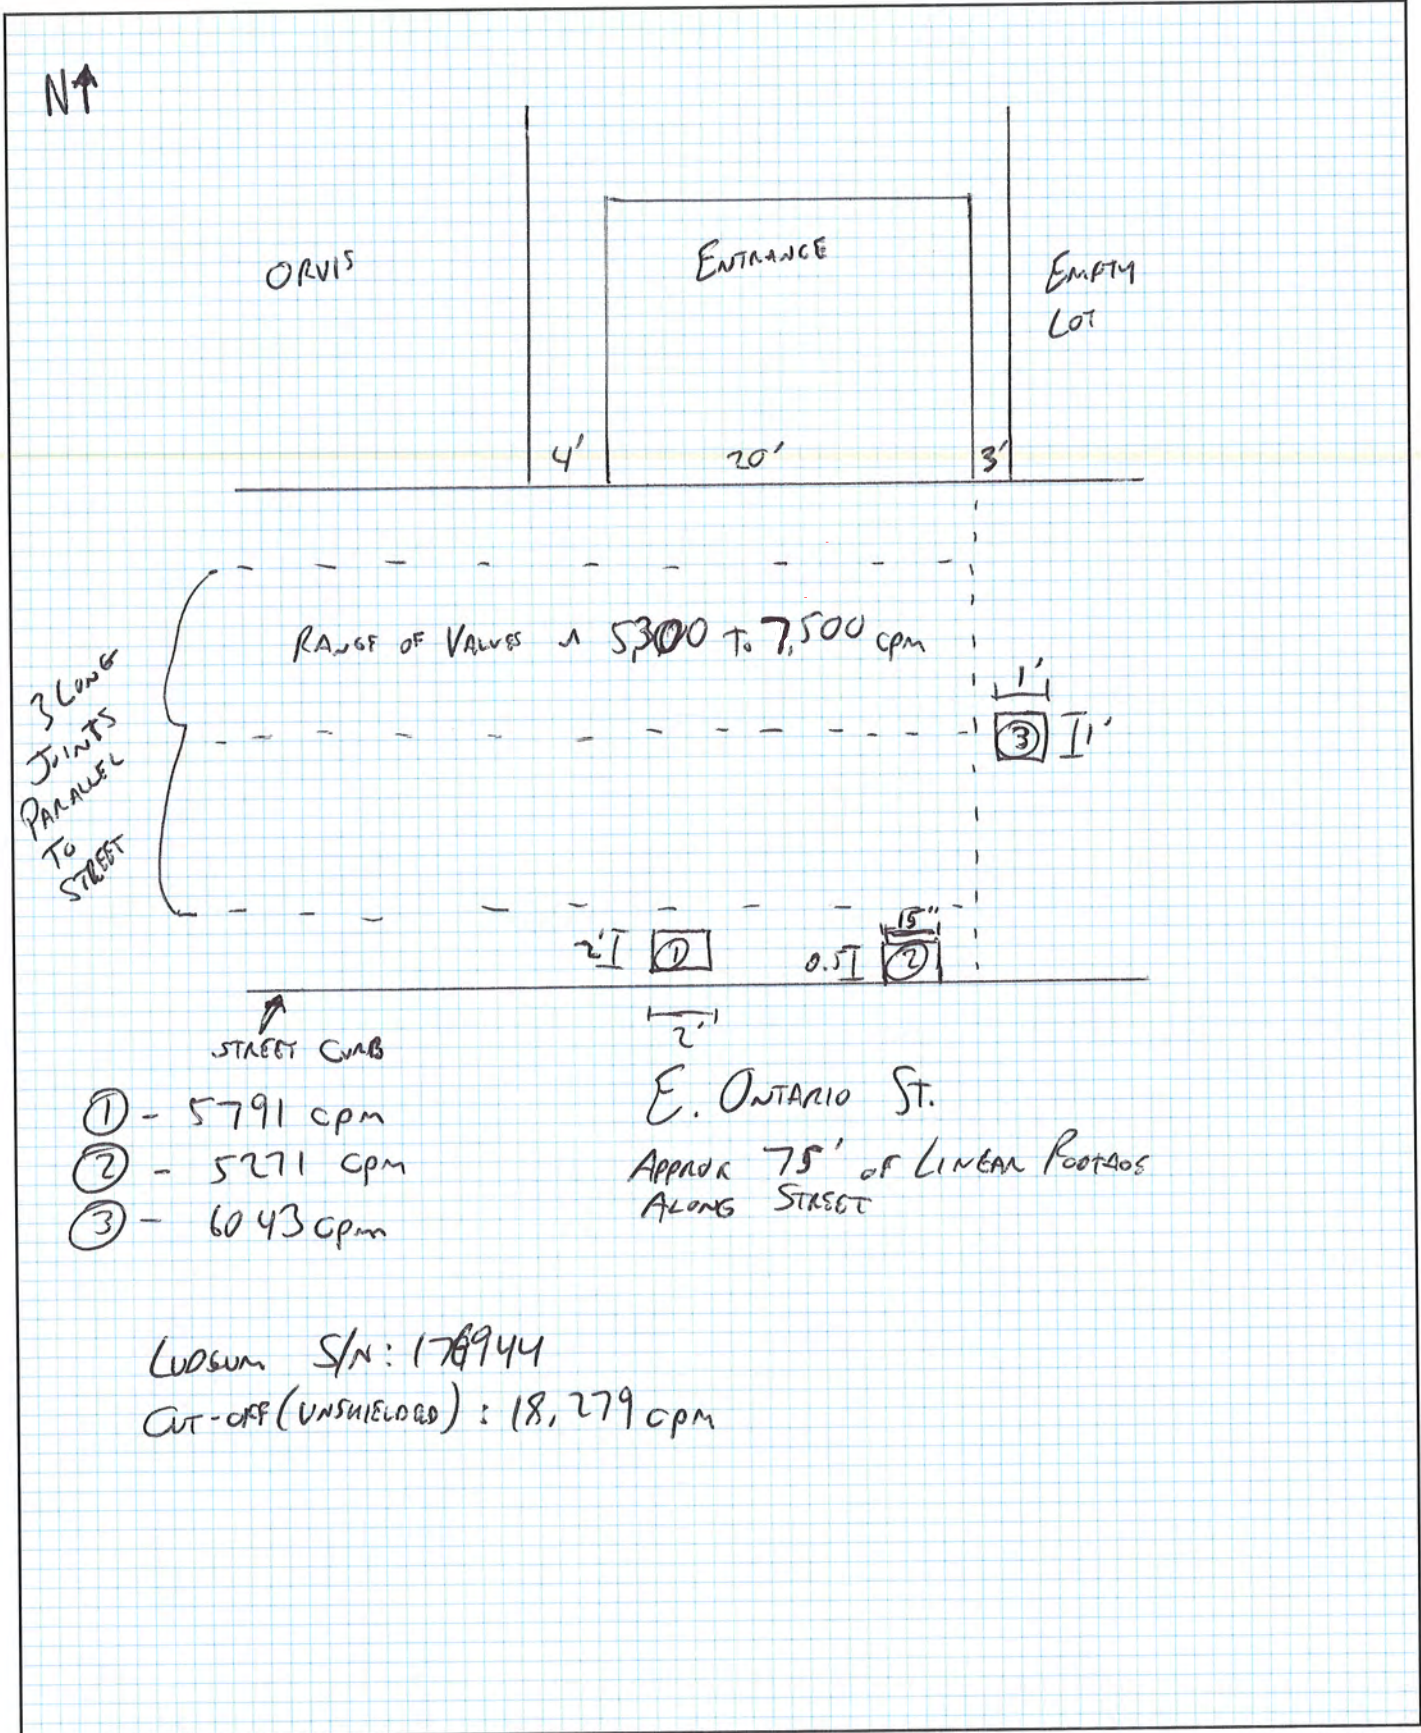 N↑
ORVIS
ENTRANCE
EMPTY
LOT
4'
20'
3'
RANGE OF VALUES 5,300 TO 7,500 cpm
3 LONG
JOINTS
PARALLEL
TO
STREET
1'
③ 1'
15"
2' ①
0.5 ②
2'
STREET CURB
E. ONTARIO ST.
① - 5791 cpm
② - 5271 cpm
③ - 6043 cpm
APPROX 75' OF LINEAR FOOTAGE
ALONG STREET
LUDLUM S/N: 176944
CUT-OFF (UNSHIELDED): 18,279 cpm